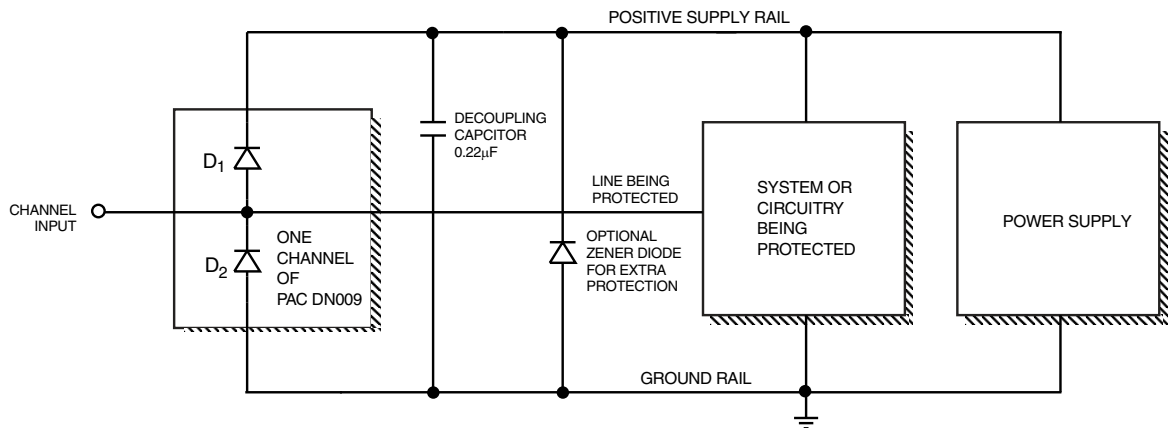 POSITIVE SUPPLY RAIL
D1
D2
CHANNEL
INPUT
ONE
CHANNEL
OF
PAC DN009
DECOUPLING
CAPCITOR
0.22µF
LINE BEING
PROTECTED
OPTIONAL
ZENER DIODE
FOR EXTRA
PROTECTION
SYSTEM OR
CIRCUITRY
BEING
PROTECTED
POWER SUPPLY
GROUND RAIL